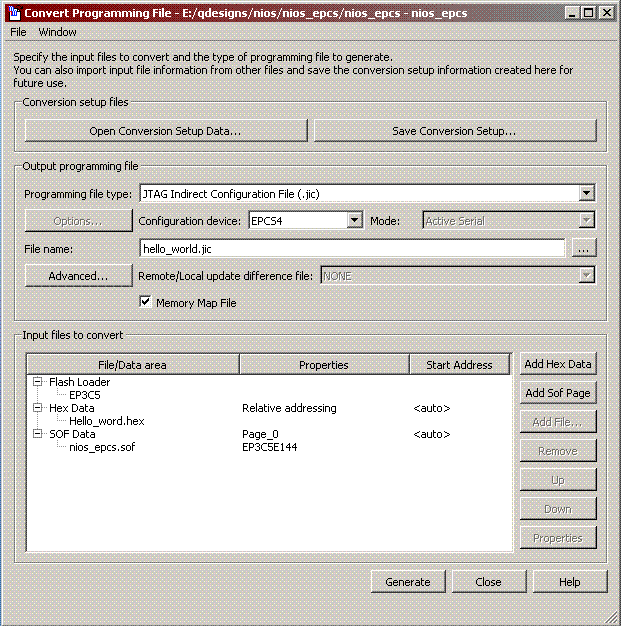 Convert Programming File - E:/qdesigns/nios/nios_epcs/nios_epcs - nios_epcs
File Window
Specify the input files to convert and the type of programming file to generate.
You can also import input file information from other files and save the conversion setup information created here for
future use.
Conversion setup files
Open Conversion Setup Data... Save Conversion Setup...
Output programming file
Programming file type: JTAG Indirect Configuration File (.jic)
Options... Configuration device: EPCS4 Mode: Active Serial
File name: hello_world.jic ...
Advanced... Remote/Local update difference file: NONE
Memory Map File
Input files to convert
File/Data area Properties Start Address Add Hex Data
Flash Loader
EP3C5 Add Sof Page
Hex Data Relative addressing <auto>
Hello_word.hex Add File...
SOF Data Page_0 <auto>
nios_epcs.sof EP3C5E144 Remove
Up
Down
Properties
Generate Close Help